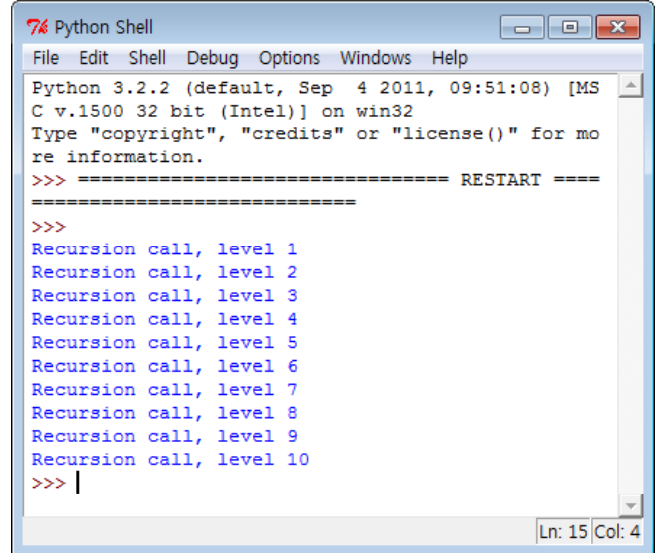 Python Shell
File Edit Shell Debug Options Windows Help
Python 3.2.2 (default, Sep  4 2011, 09:51:08) [MS
C v.1500 32 bit (Intel)] on win32
Type "copyright", "credits" or "license()" for mo
re information.
>>> ================================ RESTART ====
============================
>>>
Recursion call, level 1
Recursion call, level 2
Recursion call, level 3
Recursion call, level 4
Recursion call, level 5
Recursion call, level 6
Recursion call, level 7
Recursion call, level 8
Recursion call, level 9
Recursion call, level 10
>>>
Ln: 15 Col: 4